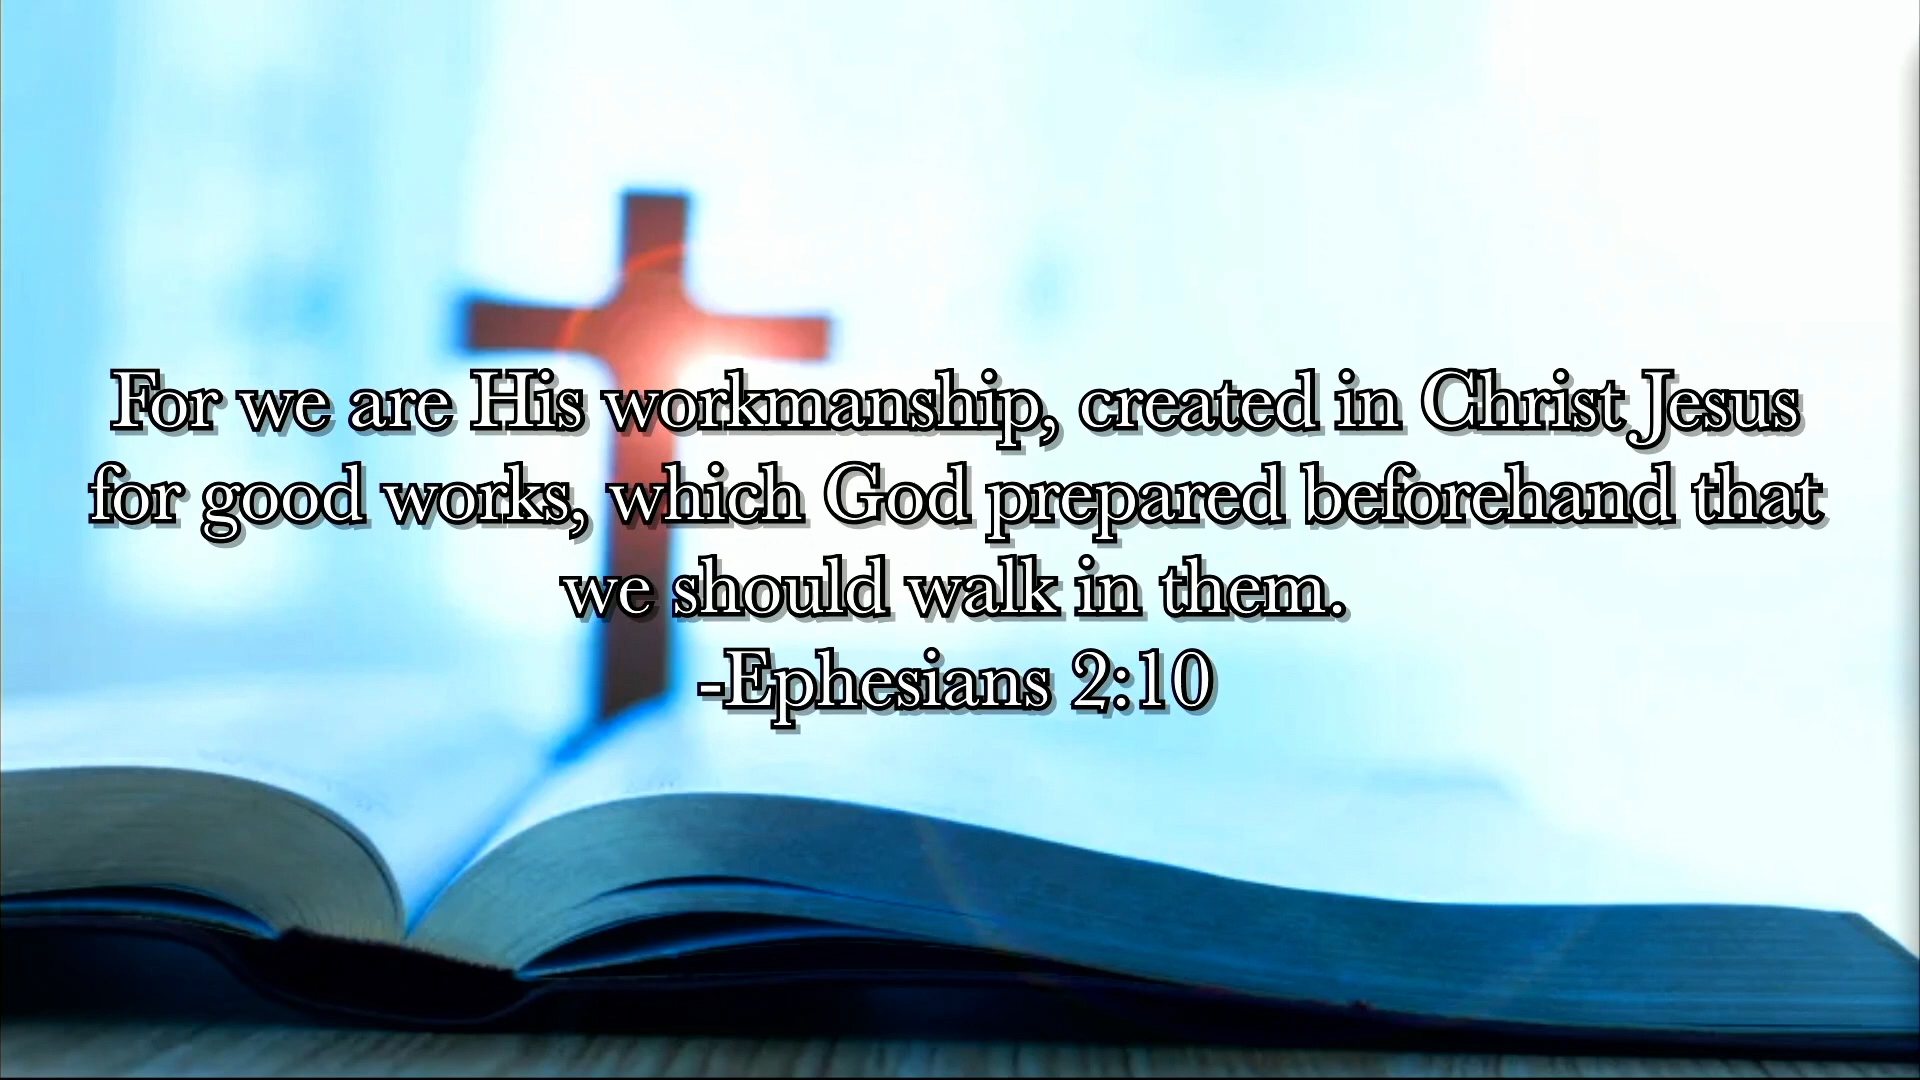 For we are His workmanship, created in Christ Jesus
for good works, which God prepared beforehand that
we should walk in them.
-Ephesians 2:10